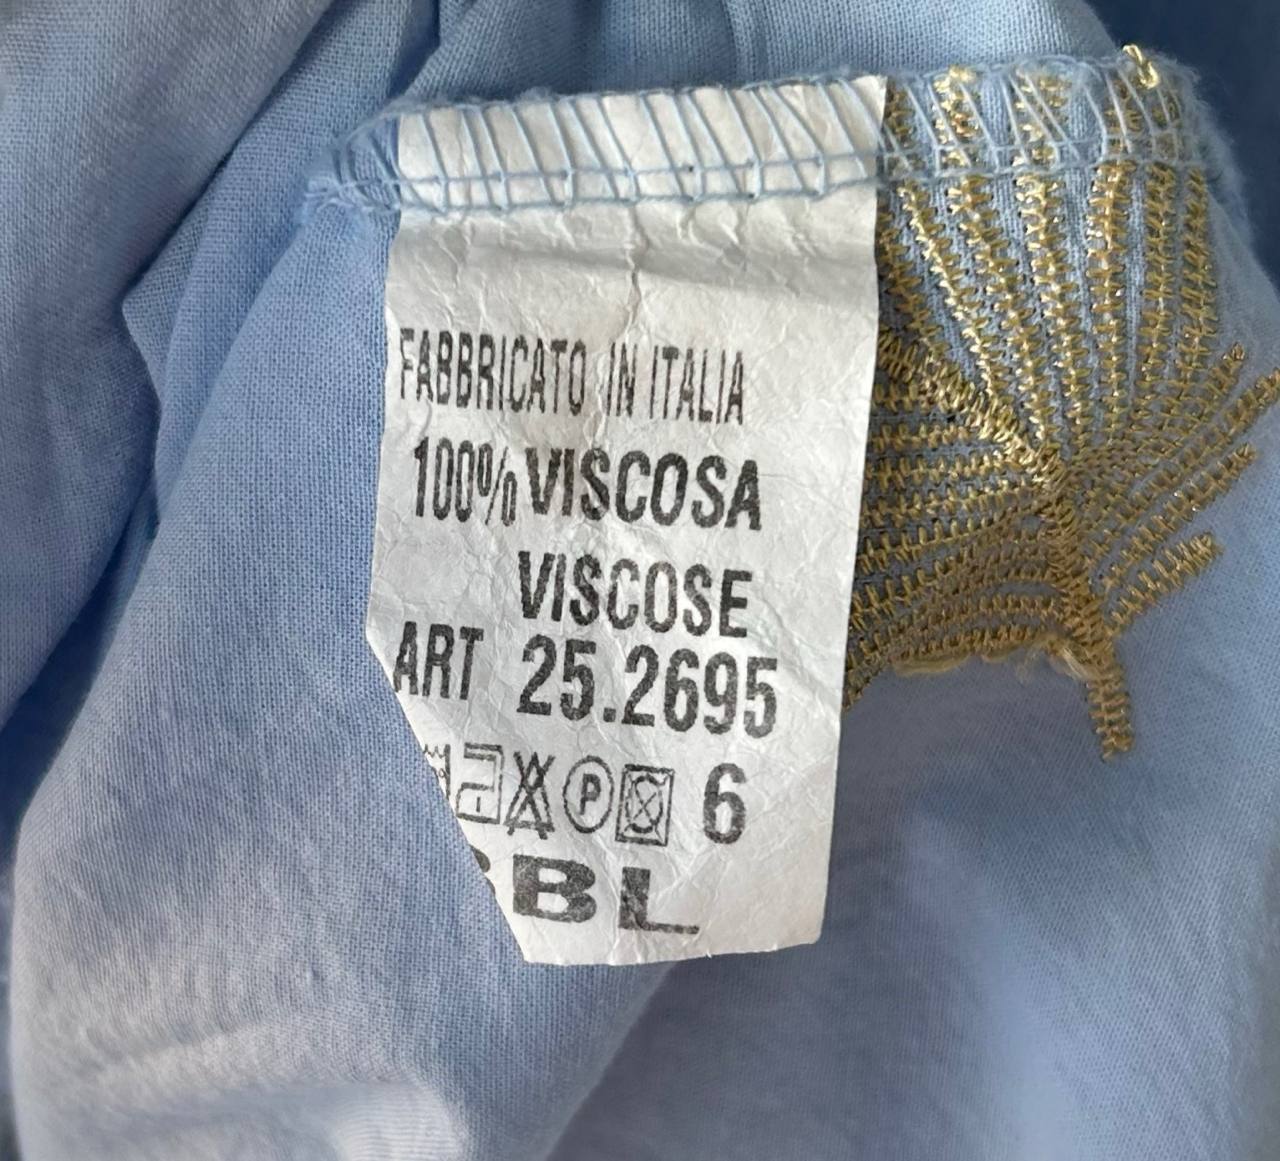 FABBRICATO IN ITALIA
100% VISCOSA
VISCOSE
ART 25.2695
P 6
BL